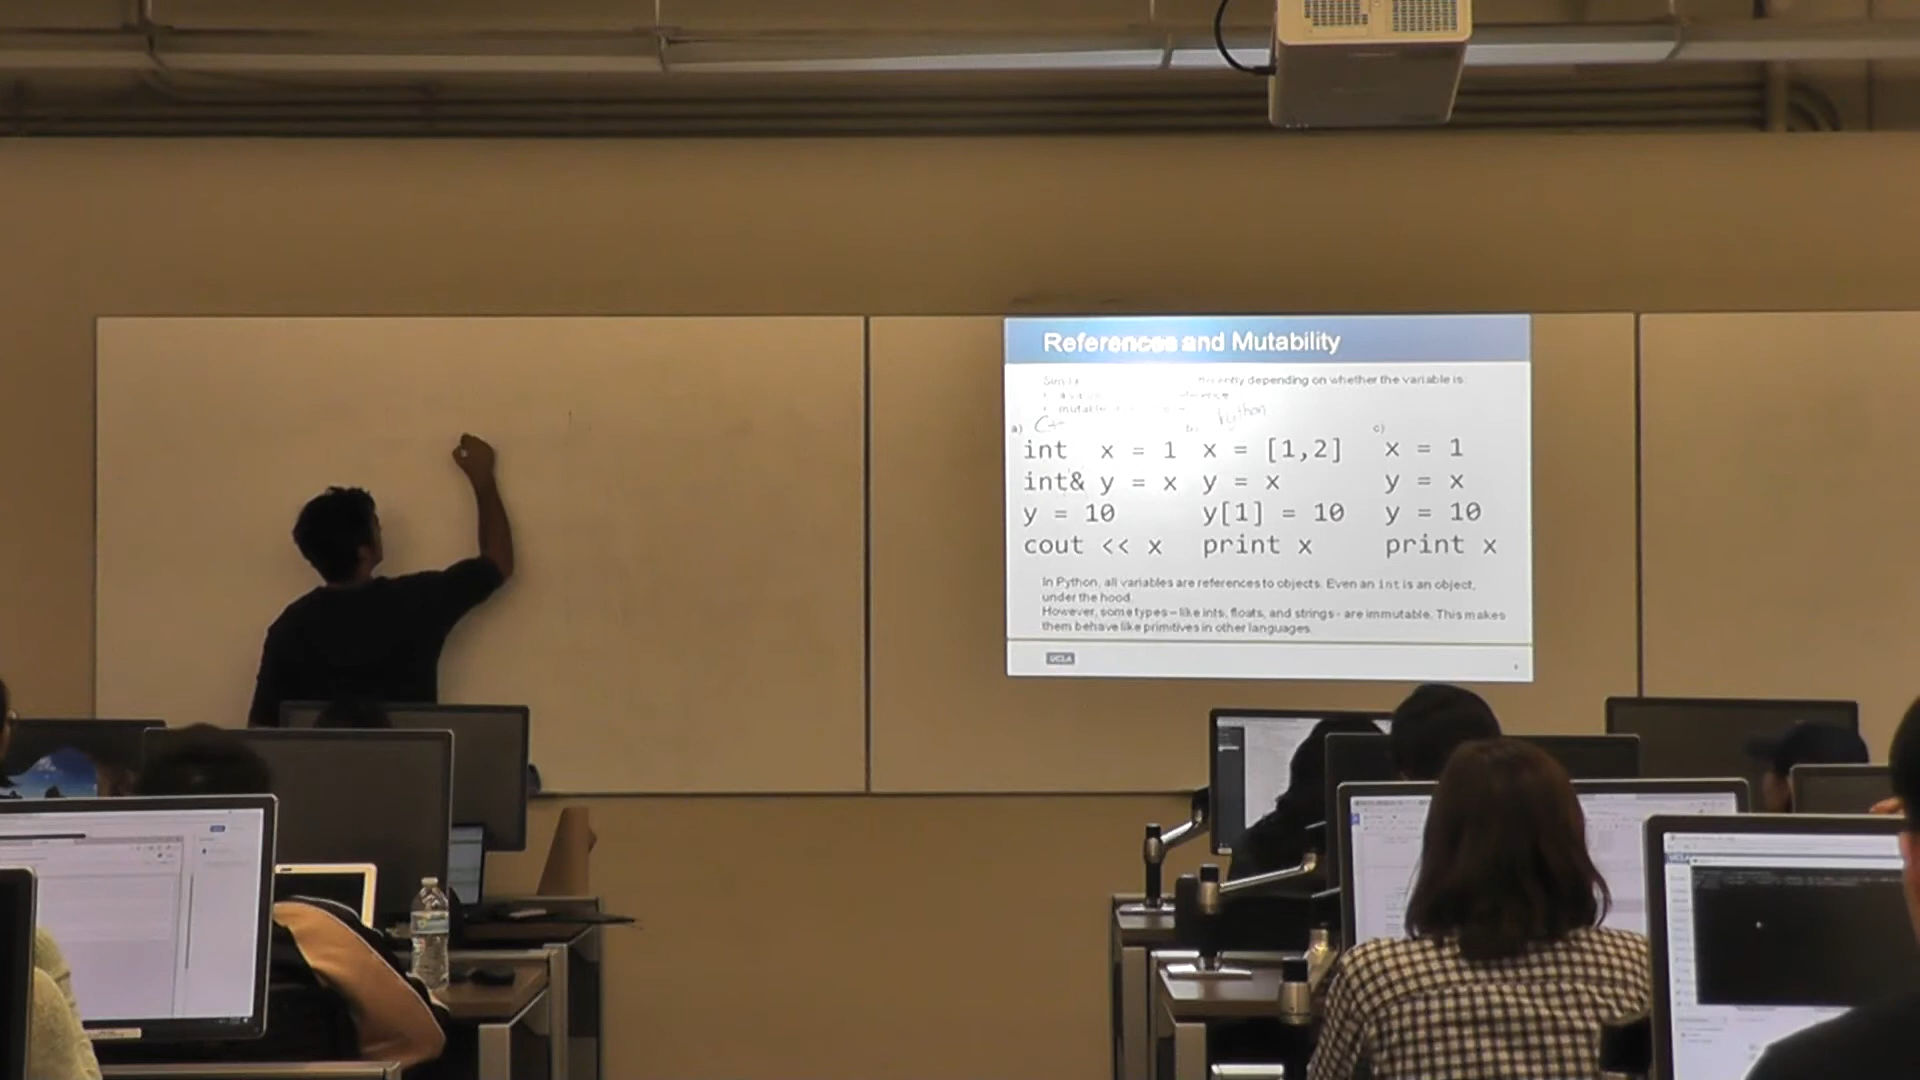 References and Mutability
depending on whether the variable is:
a) C++
Python
c)
int x = 1 x = [1,2] x = 1
int& y = x y = x y = x
y = 10 y[1] = 10 y = 10
cout << x print x print x
In Python, all variables are references to objects. Even an int is an object,
under the hood.
However, some types – like ints, floats, and strings - are immutable. This makes
them behave like primitives in other languages.
UCLA